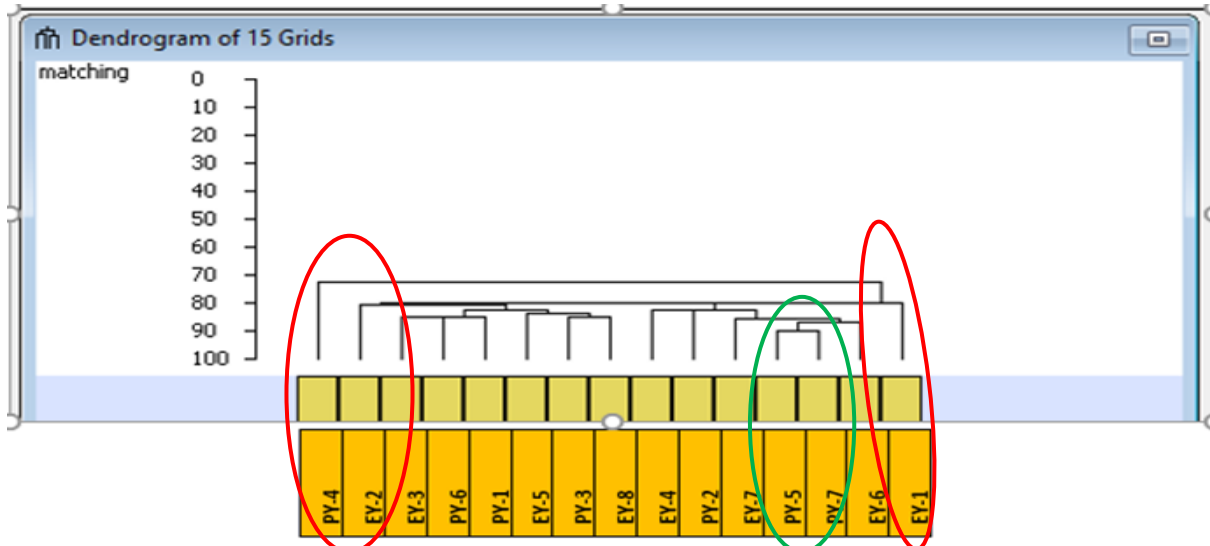 Dendrogram of 15 Grids
matching
0
10
20
30
40
50
60
70
80
90
100
PY-4
EY-2
EY-3
PY-6
PY-1
EY-5
PY-3
EY-8
EY-4
PY-2
EY-7
PY-5
PY-7
EY-6
EY-1